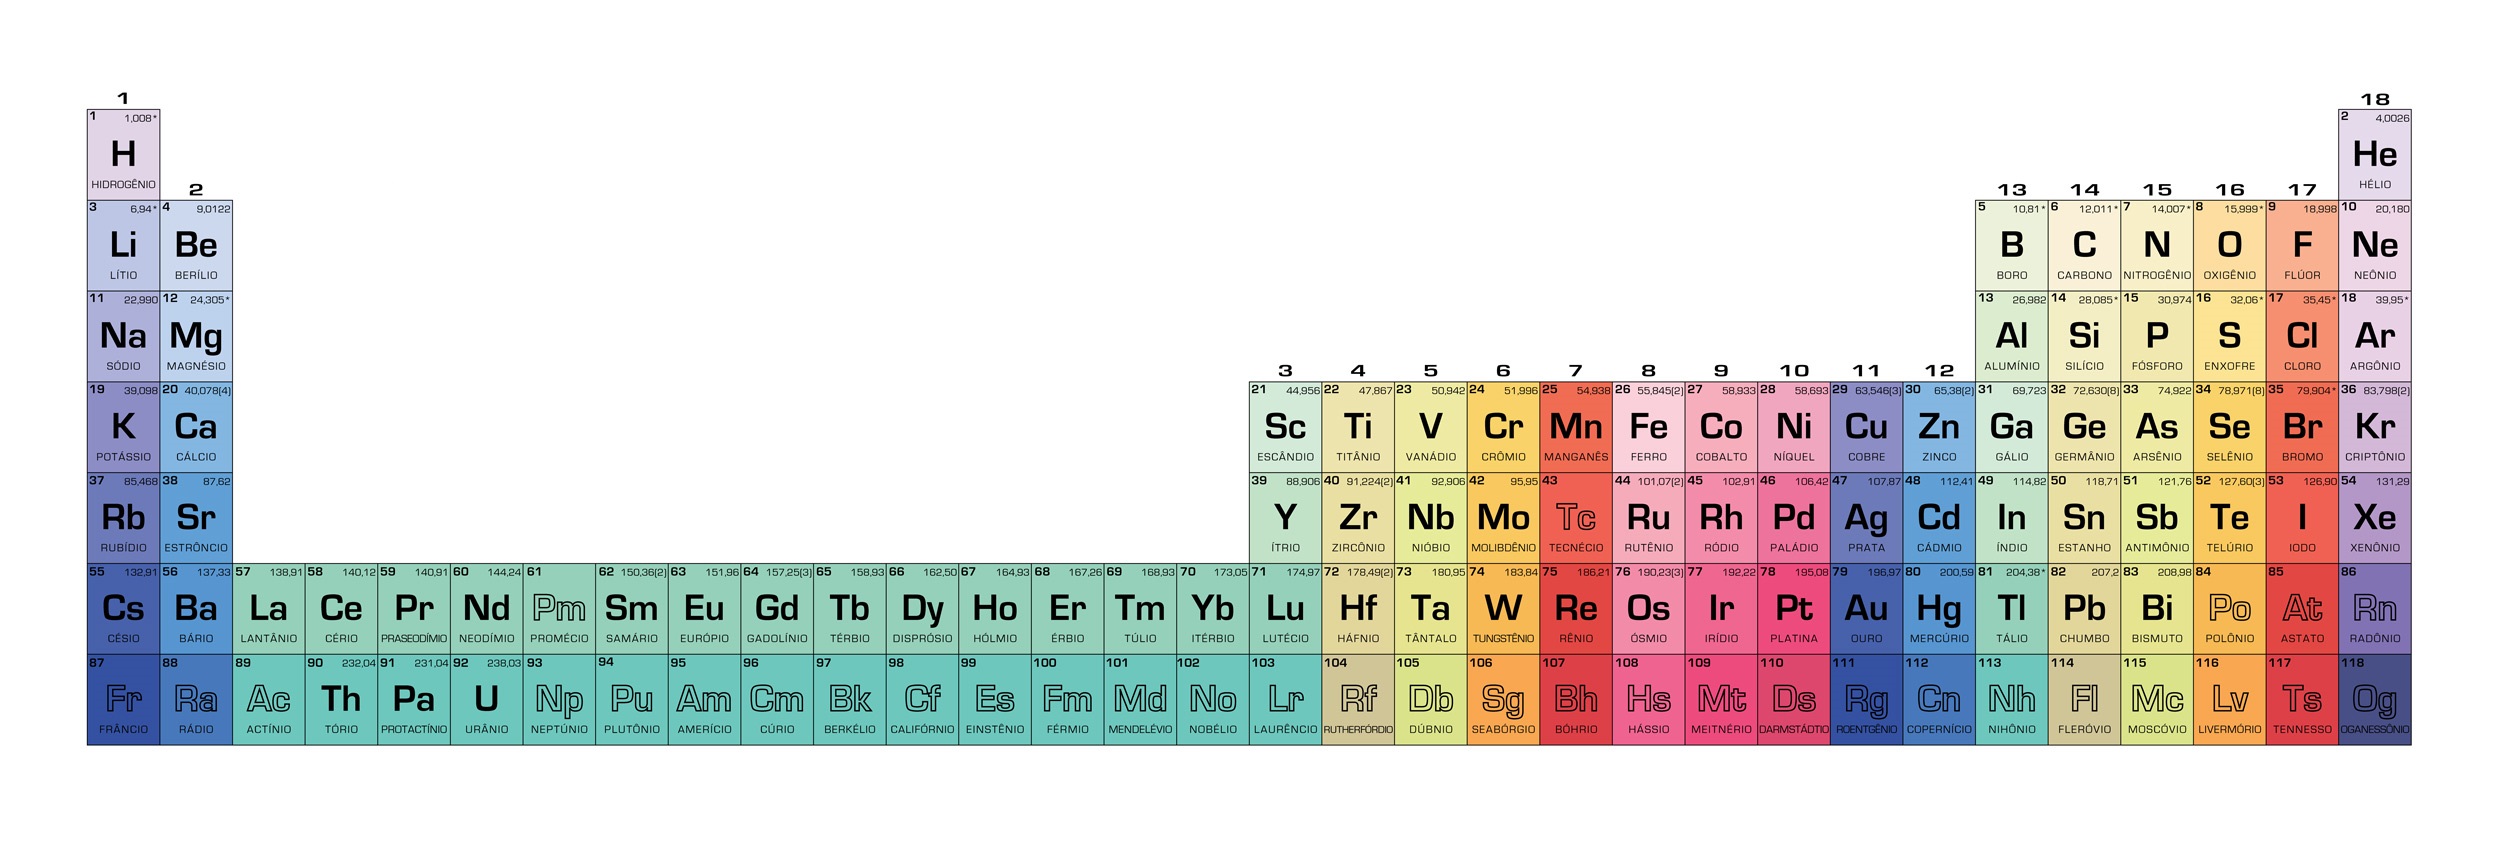 1 18
1 1,008* 2 4,0026
H He
HIDROGÊNIO HÉLIO
2 13 14 15 16 17
3 6,94* 4 9,0122 5 10,81* 6 12,011* 7 14,007* 8 15,999* 9 18,998 10 20,180
Li Be B C N O F Ne
LÍTIO BERÍLIO BORO CARBONO NITROGÊNIO OXIGÊNIO FLÚOR NEÔNIO
11 22,990 12 24,305* 13 26,982 14 28,085* 15 30,974 16 32,06* 17 35,45* 18 39,95*
Na Mg Al Si P S Cl Ar
SÓDIO MAGNÉSIO ALUMÍNIO SILÍCIO FÓSFORO ENXOFRE CLORO ARGÔNIO
3 4 5 6 7 8 9 10 11 12
19 39,098 20 40,078(4) 21 44,956 22 47,867 23 50,942 24 51,996 25 54,938 26 55,845(2) 27 58,933 28 58,693 29 63,546(3) 30 65,38(2) 31 69,723 32 72,630(8) 33 74,922 34 78,971(8) 35 79,904* 36 83,798(2)
K Ca Sc Ti V Cr Mn Fe Co Ni Cu Zn Ga Ge As Se Br Kr
POTÁSSIO CÁLCIO ESCÂNDIO TITÂNIO VANÁDIO CRÔMIO MANGANÊS FERRO COBALTO NÍQUEL COBRE ZINCO GÁLIO GERMÂNIO ARSÊNIO SELÊNIO BROMO CRIPTÔNIO
37 85,468 38 87,62 39 88,906 40 91,224(2) 41 92,906 42 95,95 43 44 101,07(2) 45 102,91 46 106,42 47 107,87 48 112,41 49 114,82 50 118,71 51 121,76 52 127,60(3) 53 126,90 54 131,29
Rb Sr Y Zr Nb Mo Tc Ru Rh Pd Ag Cd In Sn Sb Te I Xe
RUBÍDIO ESTRÔNCIO ÍTRIO ZIRCÔNIO NIÓBIO MOLIBDÊNIO TECNÉCIO RUTÊNIO RÓDIO PALÁDIO PRATA CÁDMIO ÍNDIO ESTANHO ANTIMÔNIO TELÚRIO IODO XENÔNIO
55 132,91 56 137,33 57 138,91 58 140,12 59 140,91 60 144,24 61 62 150,36(2) 63 151,96 64 157,25(3) 65 158,93 66 162,50 67 164,93 68 167,26 69 168,93 70 173,05 71 174,97 72 178,49(2) 73 180,95 74 183,84 75 186,21 76 190,23(3) 77 192,22 78 195,08 79 196,97 80 200,59 81 204,38* 82 207,2 83 208,98 84 85 86
Cs Ba La Ce Pr Nd Pm Sm Eu Gd Tb Dy Ho Er Tm Yb Lu Hf Ta W Re Os Ir Pt Au Hg Tl Pb Bi Po At Rn
CÉSIO BÁRIO LANTÂNIO CÉRIO PRASEODÍMIO NEODÍMIO PROMÉCIO SAMÁRIO EURÓPIO GADOLÍNIO TÉRBIO DISPRÓSIO HÓLMIO ÉRBIO TÚLIO ITÉRBIO LUTÉCIO HÁFNIO TÂNTALO TUNGSTÊNIO RÊNIO ÓSMIO IRÍDIO PLATINA OURO MERCÚRIO TÁLIO CHUMBO BISMUTO POLÔNIO ASTATO RADÔNIO
87 88 89 90 232,04 91 231,04 92 238,03 93 94 95 96 97 98 99 100 101 102 103 104 105 106 107 108 109 110 111 112 113 114 115 116 117 118
Fr Ra Ac Th Pa U Np Pu Am Cm Bk Cf Es Fm Md No Lr Rf Db Sg Bh Hs Mt Ds Rg Cn Nh Fl Mc Lv Ts Og
FRÂNCIO RÁDIO ACTÍNIO TÓRIO PROTACTÍNIO URÂNIO NEPTÚNIO PLUTÔNIO AMERÍCIO CÚRIO BERKÉLIO CALIFÓRNIO EINSTÊNIO FÉRMIO MENDELÉVIO NOBÉLIO LAURÊNCIO RUTHERFÓRDIO DÚBNIO SEABÓRGIO BÓHRIO HÁSSIO MEITNÉRIO DARMSTÁDTIO ROENTGÊNIO COPERNÍCIO NIHÔNIO FLERÓVIO MOSCÓVIO LIVERMÓRIO TENNESSO OGANESSÔNIO